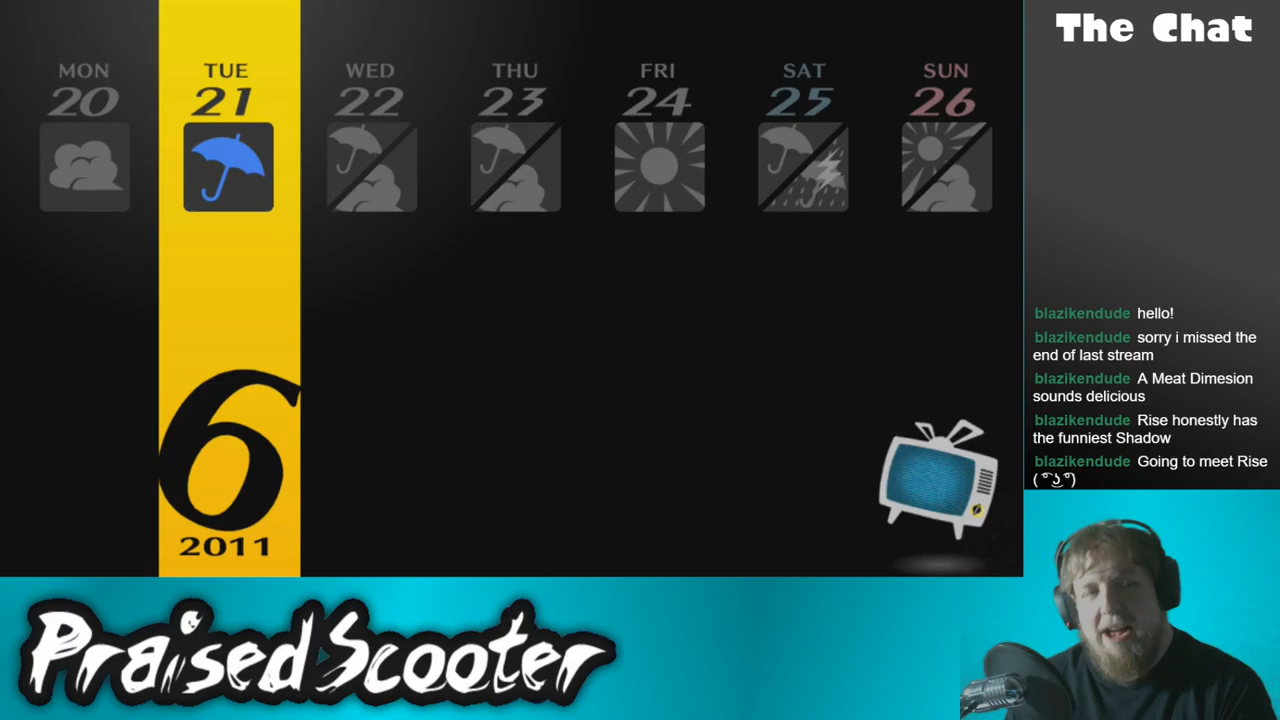 MON
20
TUE
21
WED
22
THU
23
FRI
24
SAT
25
SUN
26
6
2011
The Chat
blazikendude hello!
blazikendude sorry i missed the
end of last stream
blazikendude A Meat Dimesion
sounds delicious
blazikendude Rise honestly has
the funniest Shadow
blazikendude Going to meet Rise
( ͡° ͜ʖ ͡°)
Praised Scooter